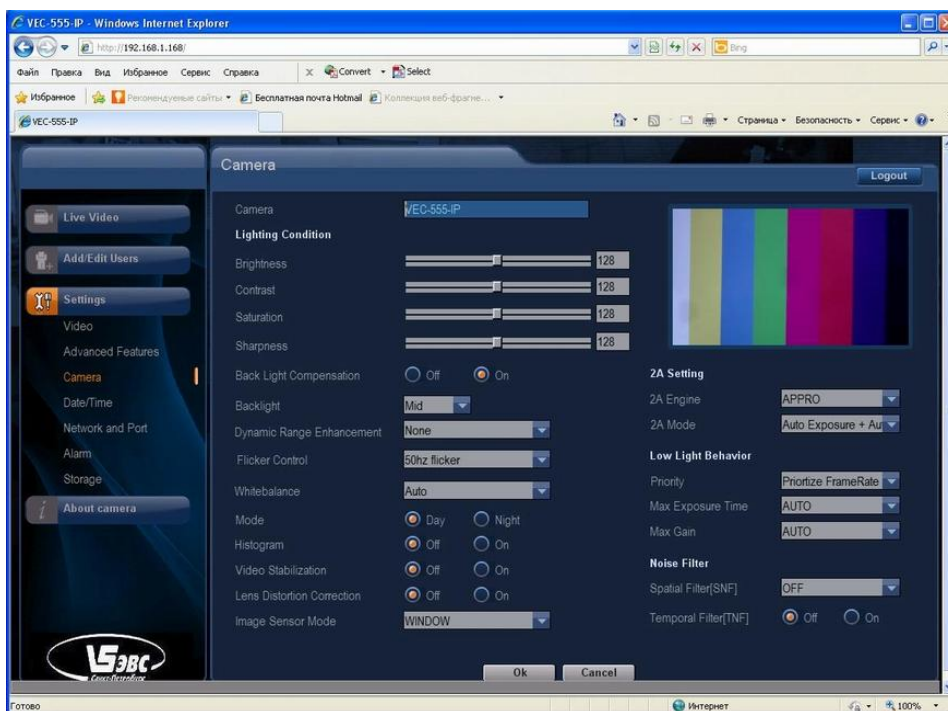 VEC-555-IP - Windows Internet Explorer
http://192.168.1.168/
Bing
Файл Правка Вид Избранное Сервис Справка
x Convert Select
Избранное Рекомендуемые сайты Бесплатная почта Hotmail Коллекция веб-фрагме...
VEC-555-IP
Страница Безопасность Сервис
Camera
Logout
Live Video
Add/Edit Users
Settings
Video
Advanced Features
Camera
Date/Time
Network and Port
Alarm
Storage
About camera
ЭВС
Санкт-Петербург
Camera VEC-555-IP
Lighting Condition
Brightness 128
Contrast 128
Saturation 128
Sharpness 128
Back Light Compensation Off On
Backlight Mid
Dynamic Range Enhancement None
Flicker Control 50hz flicker
Whitebalance Auto
Mode Day Night
Histogram Off On
Video Stabilization Off On
Lens Distortion Correction Off On
Image Sensor Mode WINDOW
2A Setting
2A Engine APPRO
2A Mode Auto Exposure + Au
Low Light Behavior
Priority Priortize FrameRate
Max Exposure Time AUTO
Max Gain AUTO
Noise Filter
Spatial Filter[SNF] OFF
Temporal Filter[TNF] Off On
Ok Cancel
Готово Интернет 100%